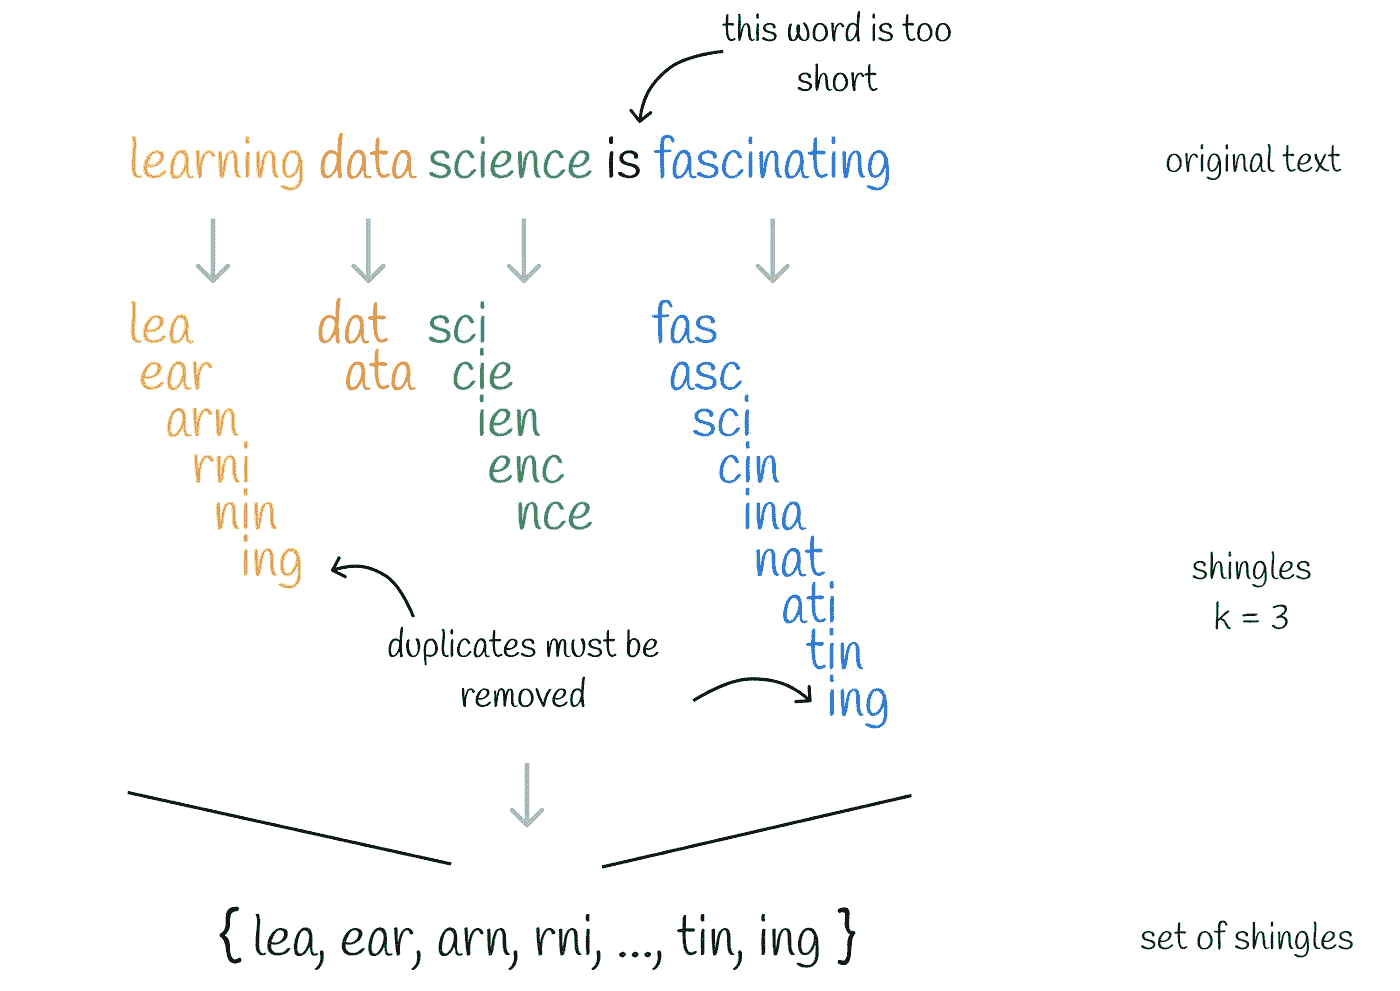 this word is too
short
learning data science is fascinating
original text
lea
ear
arn
rni
nin
ing
dat
ata
sci
cie
ien
enc
nce
fas
asc
sci
cin
ina
nat
ati
tin
ing
shingles
k = 3
duplicates must be
removed
{ lea, ear, arn, rni, ..., tin, ing }
set of shingles